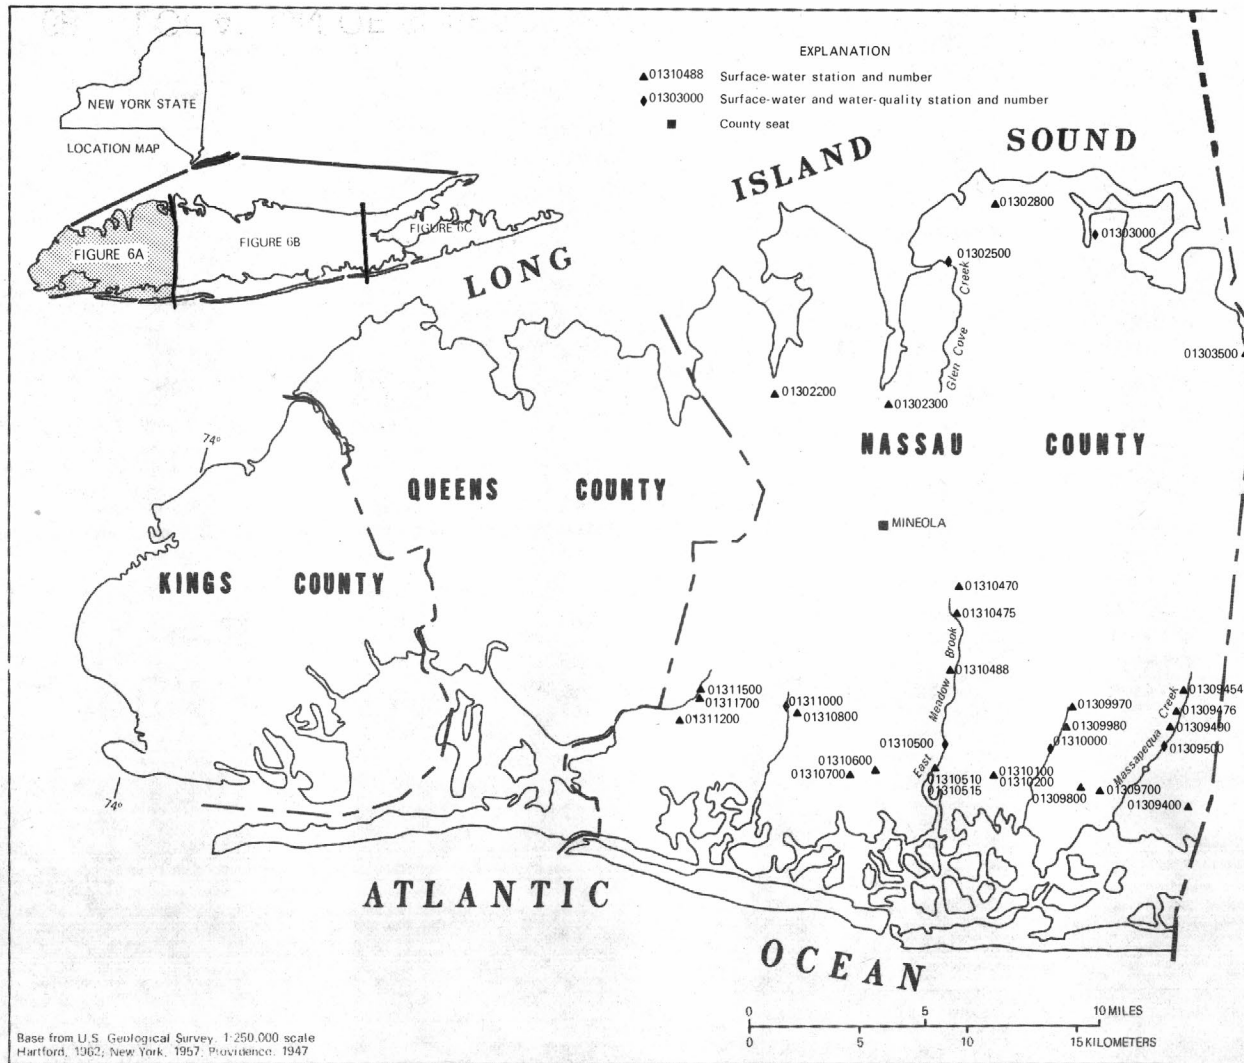 EXPLANATION
01310488 Surface-water station and number
01303000 Surface-water and water-quality station and number
County seat
NEW YORK STATE
LOCATION MAP
FIGURE 6A
FIGURE 6B
FIGURE 6C
LONG ISLAND SOUND
01302800
01303000
01302500
Glen Cove Creek
01303500
01302200
01302300
74°
NASSAU COUNTY
QUEENS COUNTY
MINEOLA
KINGS COUNTY
01310470
01310475
East Meadow Brook
01310488
01311500
01311700
01311200
01311000
01310800
01309970
01309980
01310000
01309454
01309476
01309490
01309500
Massapequa Creek
01310500
01310600
01310700
01310510
01310515
01310100
01310200
01309800
01309700
01309400
74°
ATLANTIC OCEAN
0 5 10 MILES
0 5 10 15 KILOMETERS
Base from U.S. Geological Survey. 1:250,000 scale
Hartford, 1962; New York, 1957; Providence, 1947